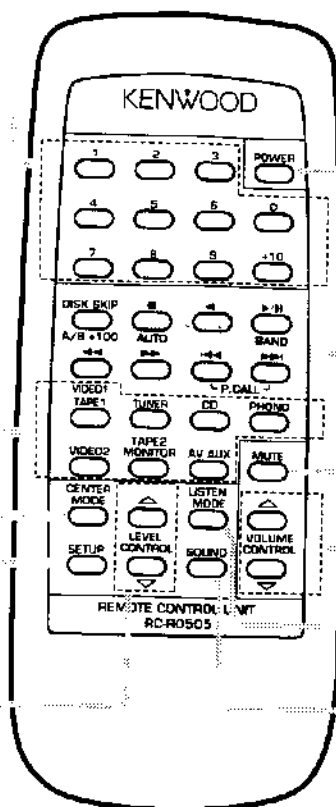 KENWOOD
1 2 3 POWER
4 5 6 0
7 8 9 +10
DISK SKIP
A/B +100 AUTO BAND
P.CALL
VIDEO1
TAPE1 TUNER CD PHONO
VIDEO2 TAPE2 MONITOR AV AUX MUTE
CENTER MODE LISTEN MODE
SETUP LEVEL CONTROL SOUND VOLUME CONTROL
REMOTE CONTROL UNIT
RC-R0505